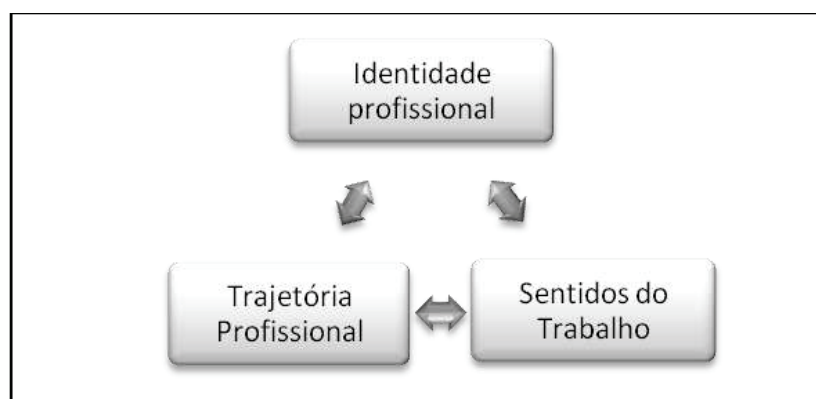 Identidade
profissional
Trajetória
Profissional
Sentidos do
Trabalho